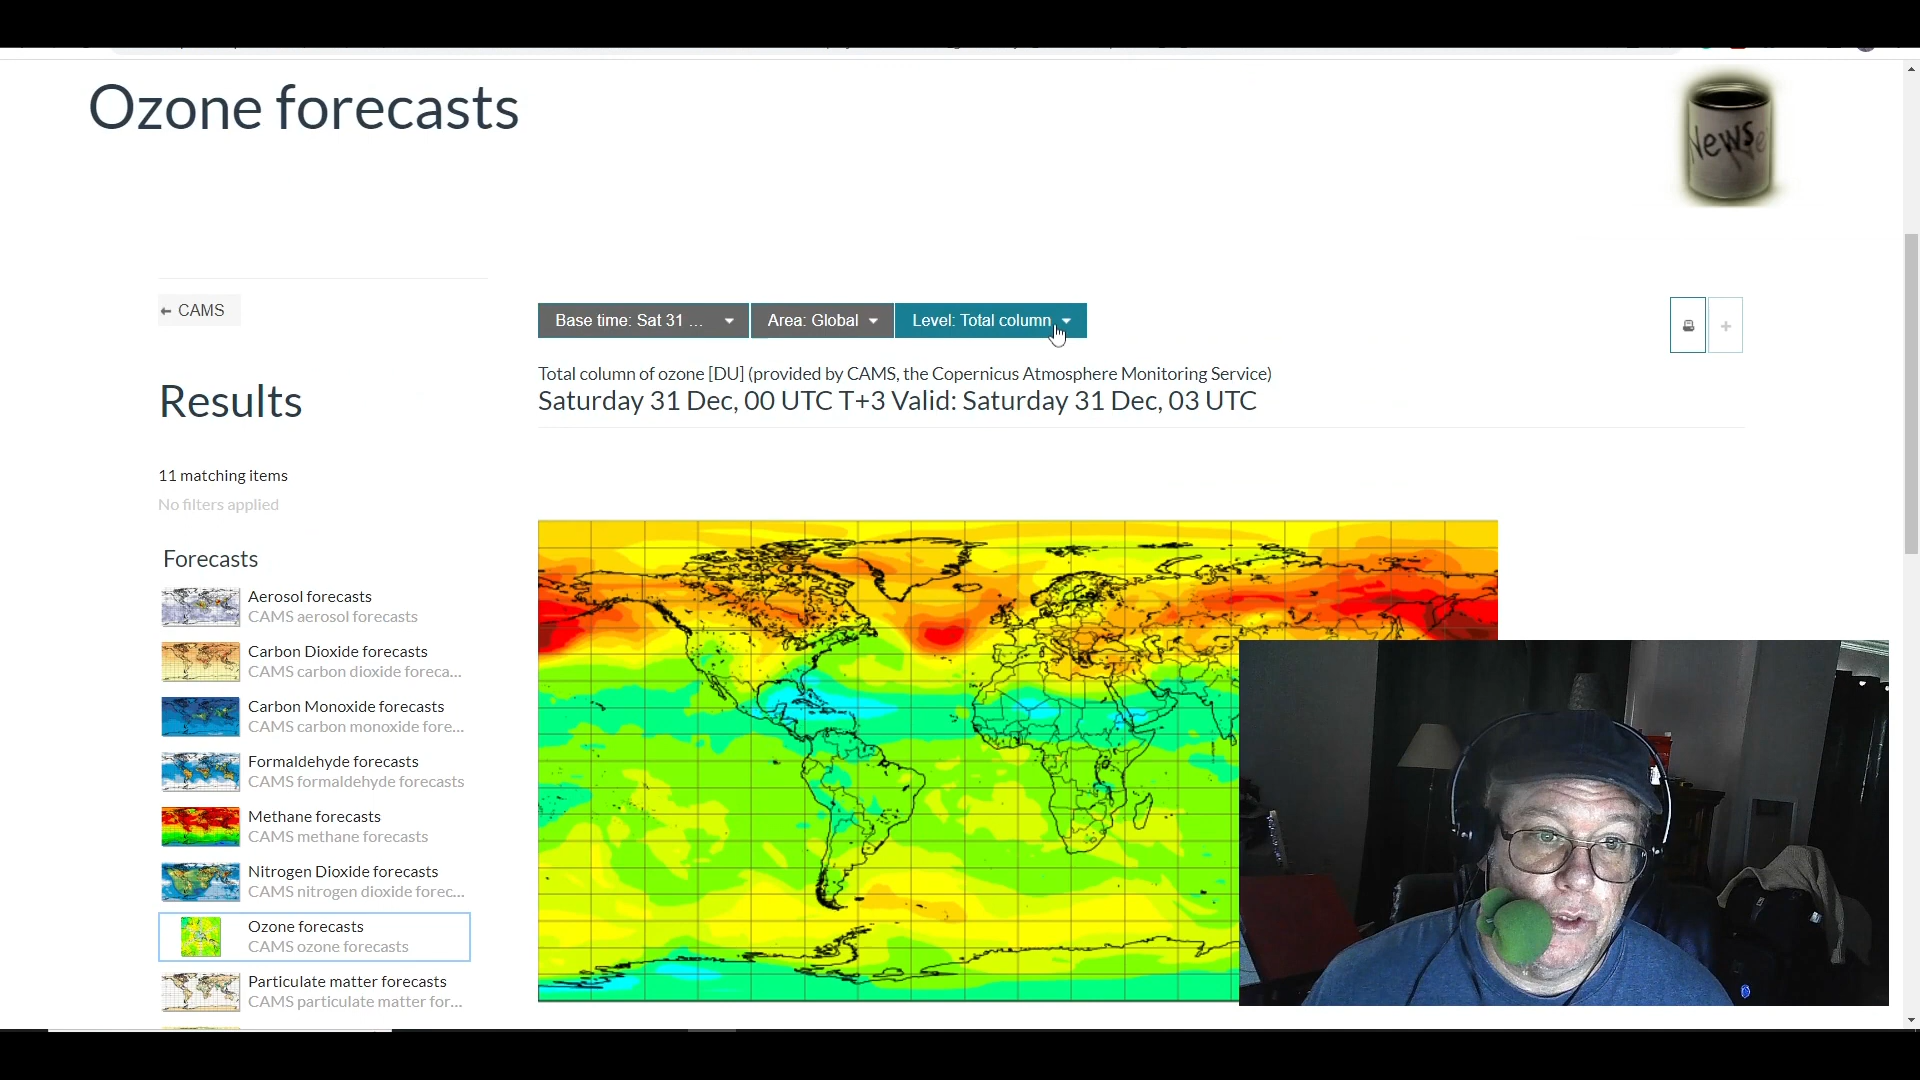 Ozone forecasts
News
CAMS
Base time: Sat 31 ...
Area: Global
Level: Total column
Total column of ozone [DU] (provided by CAMS, the Copernicus Atmosphere Monitoring Service)
Saturday 31 Dec, 00 UTC T+3 Valid: Saturday 31 Dec, 03 UTC
Results
11 matching items
No filters applied
Forecasts
Aerosol forecasts
CAMS aerosol forecasts
Carbon Dioxide forecasts
CAMS carbon dioxide foreca...
Carbon Monoxide forecasts
CAMS carbon monoxide fore...
Formaldehyde forecasts
CAMS formaldehyde forecasts
Methane forecasts
CAMS methane forecasts
Nitrogen Dioxide forecasts
CAMS nitrogen dioxide forec...
Ozone forecasts
CAMS ozone forecasts
Particulate matter forecasts
CAMS particulate matter for...